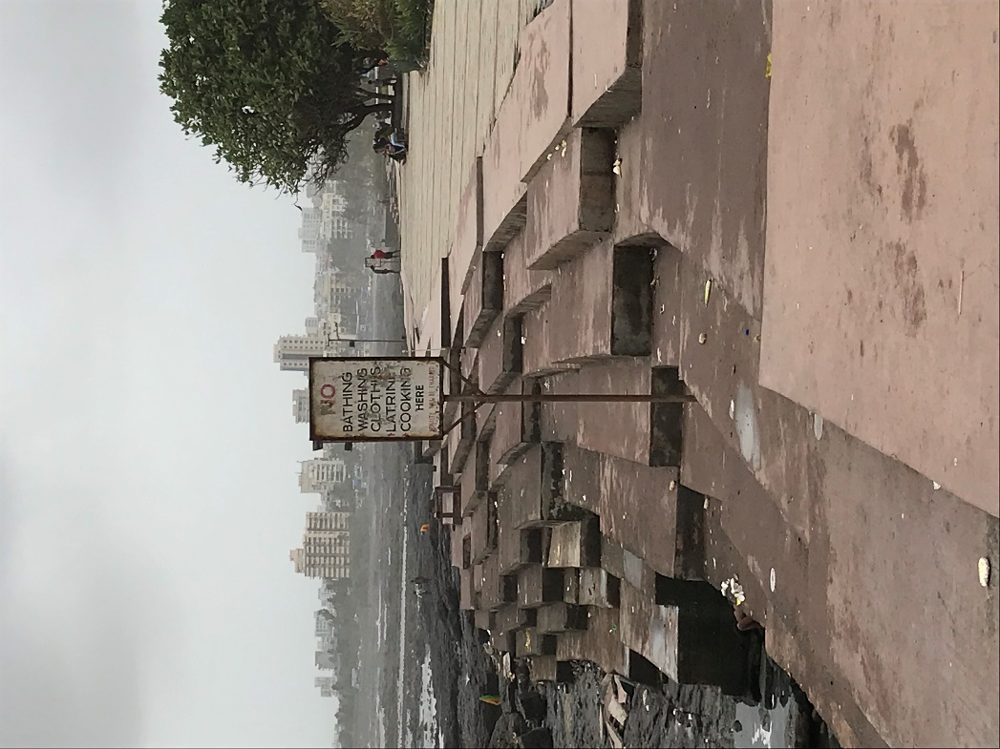 NO
BATHING
WASHING
CLOTHS
LATRINE
COOKING
HERE